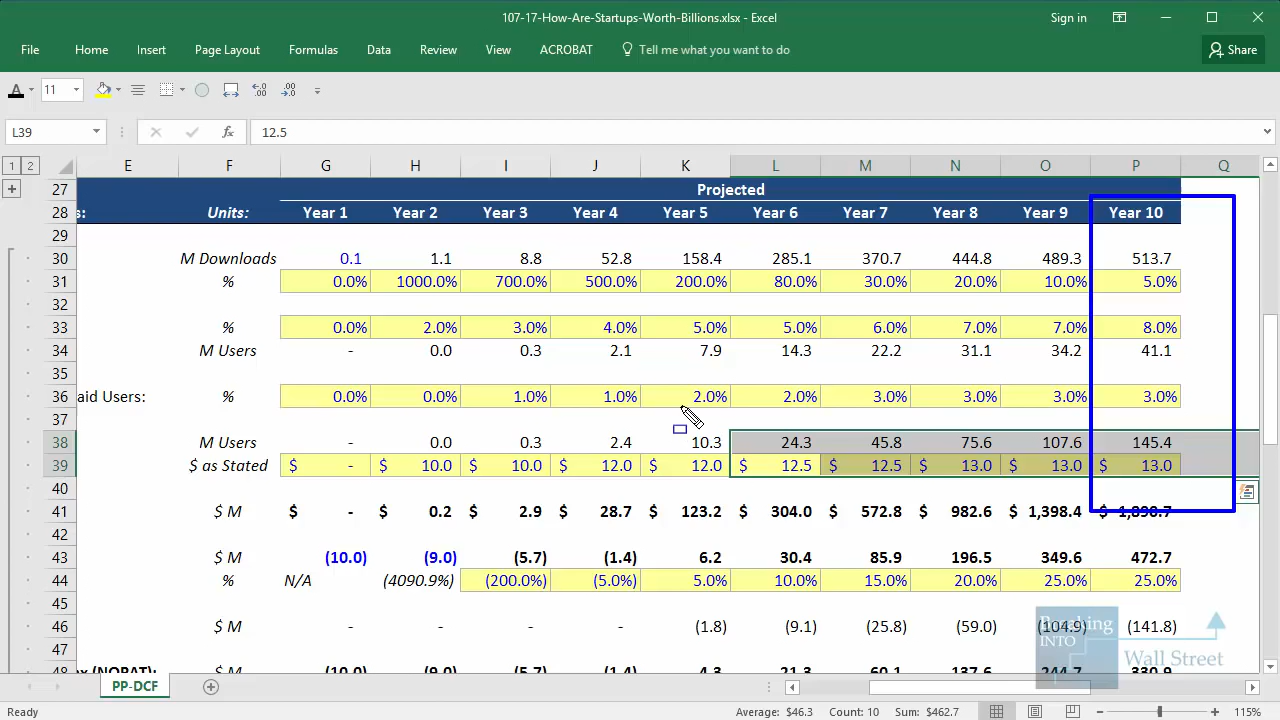 107-17-How-Are-Startups-Worth-Billions.xlsx - Excel
Sign in
File Home Insert Page Layout Formulas Data Review View ACROBAT Tell me what you want to do Share
A 11
L39 fx 12.5
1 2 E F G H I J K L M N O P Q
27 Projected
28 s: Units: Year 1 Year 2 Year 3 Year 4 Year 5 Year 6 Year 7 Year 8 Year 9 Year 10
29
30 M Downloads 0.1 1.1 8.8 52.8 158.4 285.1 370.7 444.8 489.3 513.7
31 % 0.0% 1000.0% 700.0% 500.0% 200.0% 80.0% 30.0% 20.0% 10.0% 5.0%
32
33 % 0.0% 2.0% 3.0% 4.0% 5.0% 5.0% 6.0% 7.0% 7.0% 8.0%
34 M Users - 0.0 0.3 2.1 7.9 14.3 22.2 31.1 34.2 41.1
35
36 aid Users: % 0.0% 0.0% 1.0% 1.0% 2.0% 2.0% 3.0% 3.0% 3.0% 3.0%
37
38 M Users - 0.0 0.3 2.4 10.3 24.3 45.8 75.6 107.6 145.4
39 $ as Stated $ - $ 10.0 $ 10.0 $ 12.0 $ 12.0 $ 12.5 $ 12.5 $ 13.0 $ 13.0 $ 13.0
40
41 $ M $ - $ 0.2 $ 2.9 $ 28.7 $ 123.2 $ 304.0 $ 572.8 $ 982.6 $ 1,398.4 $ 1,890.7
42
43 $ M (10.0) (9.0) (5.7) (1.4) 6.2 30.4 85.9 196.5 349.6 472.7
44 % N/A (4090.9%) (200.0%) (5.0%) 5.0% 10.0% 15.0% 20.0% 25.0% 25.0%
45
46 $ M - - - - (1.8) (9.1) (25.8) (59.0) (104.9) (141.8)
47
48 ax (NOPAT): $ M $ (10.0) $ (9.0) $ (5.7) $ (1.4) $ 4.3 $ 21.3 $ 60.1 $ 137.6 $ 244.7 $ 330.9
Breaking
INTO
Wall Street
PP-DCF
Ready Average: $46.3 Count: 10 Sum: $462.7 115%